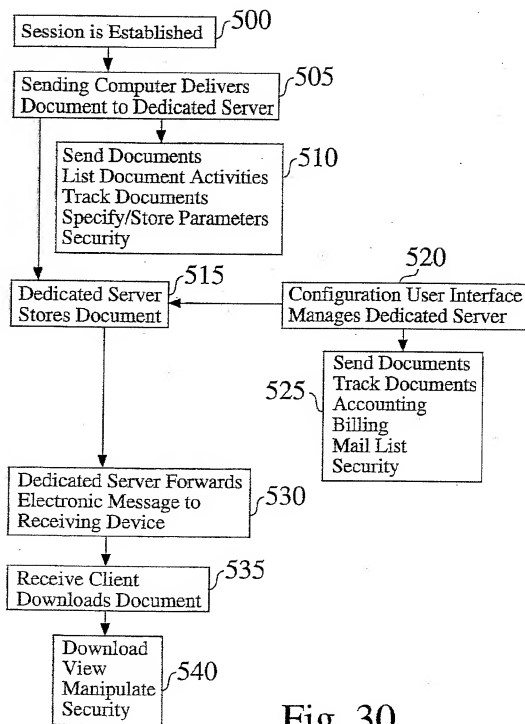 Session is Established
500
Sending Computer Delivers
Document to Dedicated Server
505
Send Documents
List Document Activities
Track Documents
Specify/Store Parameters
Security
510
Dedicated Server
Stores Document
515
Configuration User Interface
Manages Dedicated Server
520
Send Documents
Track Documents
Accounting
Billing
Mail List
Security
525
Dedicated Server Forwards
Electronic Message to
Receiving Device
530
Receive Client
Downloads Document
535
Download
View
Manipulate
Security
540
Fig. 30